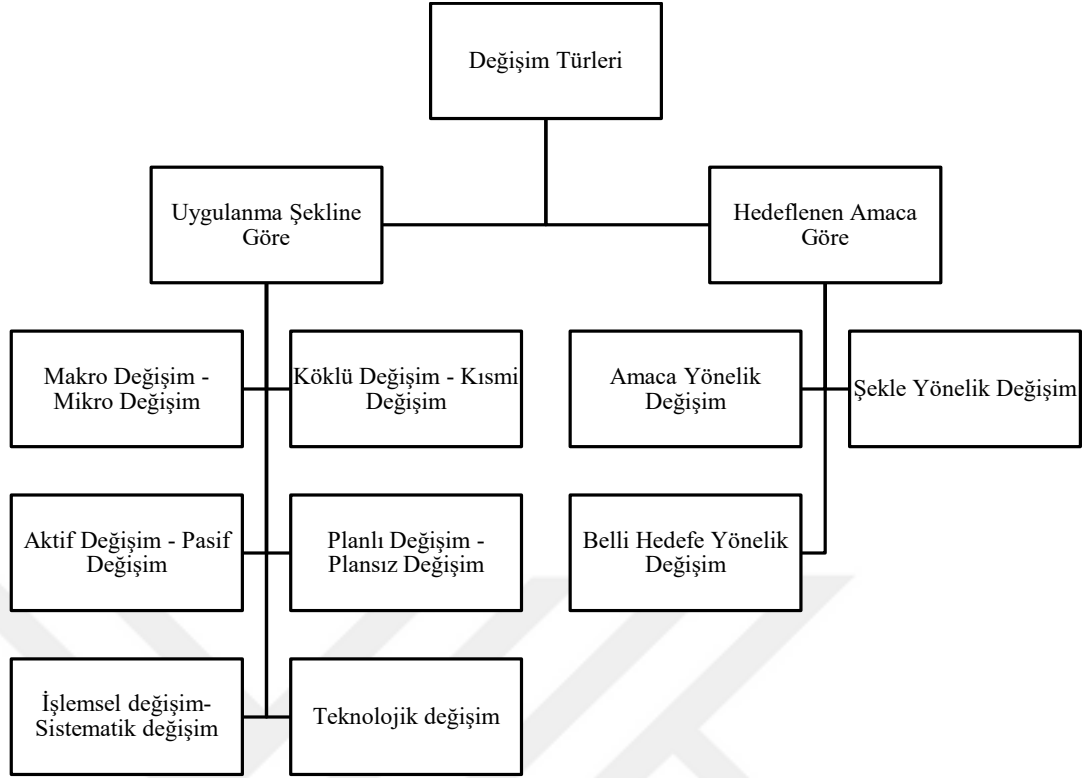 Değişim Türleri
Uygulanma Şekline
Göre
Hedeflenen Amaca
Göre
Makro Değişim -
Mikro Değişim
Köklü Değişim - Kısmi
Değişim
Amaca Yönelik
Değişim
Şekle Yönelik Değişim
Aktif Değişim - Pasif
Değişim
Planlı Değişim -
Plansız Değişim
Belli Hedefe Yönelik
Değişim
İşlemsel değişim-
Sistematik değişim
Teknolojik değişim